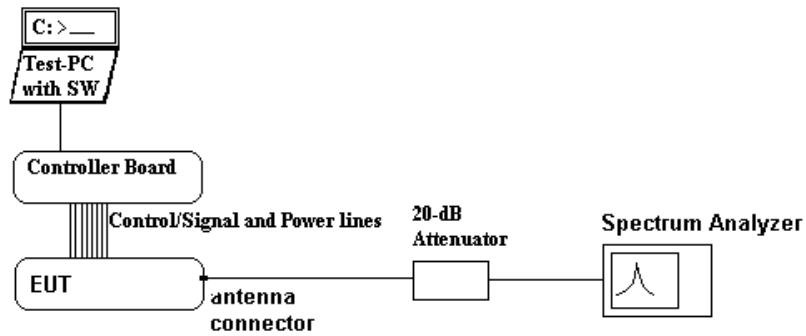 C:>__
Test-PC
with SW
Controller Board
Control/Signal and Power lines
20-dB
Attenuator
Spectrum Analyzer
EUT
antenna
connector